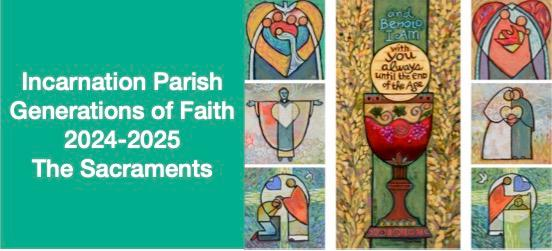 Incarnation Parish
Generations of Faith
2024-2025
The Sacraments
and
Behold
I AM
with
you
always
until the end
of the Age